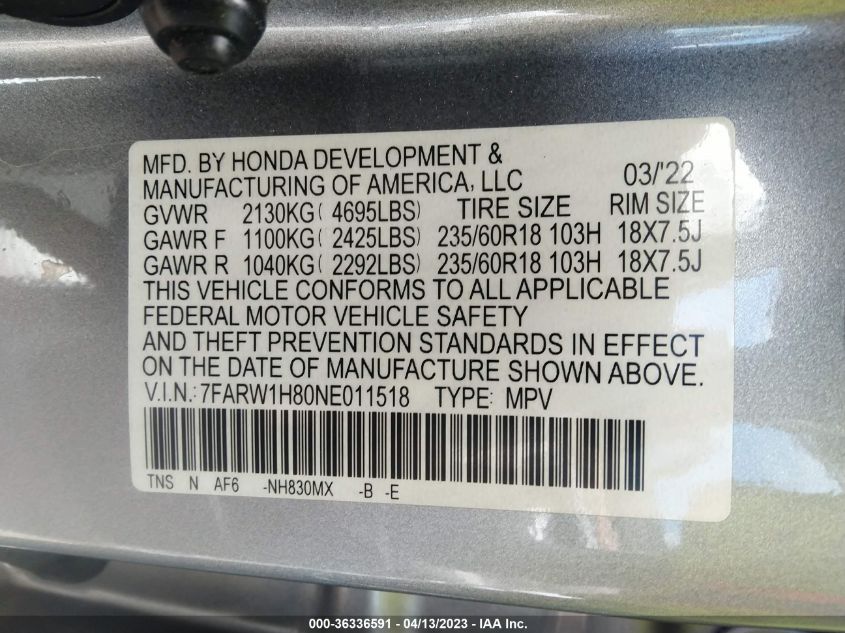 MFD. BY HONDA DEVELOPMENT &
MANUFACTURING OF AMERICA, LLC 03/'22
GVWR 2130KG( 4695LBS) TIRE SIZE RIM SIZE
GAWR F 1100KG( 2425LBS) 235/60R18 103H 18X7.5J
GAWR R 1040KG( 2292LBS) 235/60R18 103H 18X7.5J
THIS VEHICLE CONFORMS TO ALL APPLICABLE
FEDERAL MOTOR VEHICLE SAFETY
AND THEFT PREVENTION STANDARDS IN EFFECT
ON THE DATE OF MANUFACTURE SHOWN ABOVE.
V.I.N.: 7FARW1H80NE011518 TYPE: MPV
TNS N AF6 -NH830MX -B -E
000-36336591 - 04/13/2023 - IAA Inc.